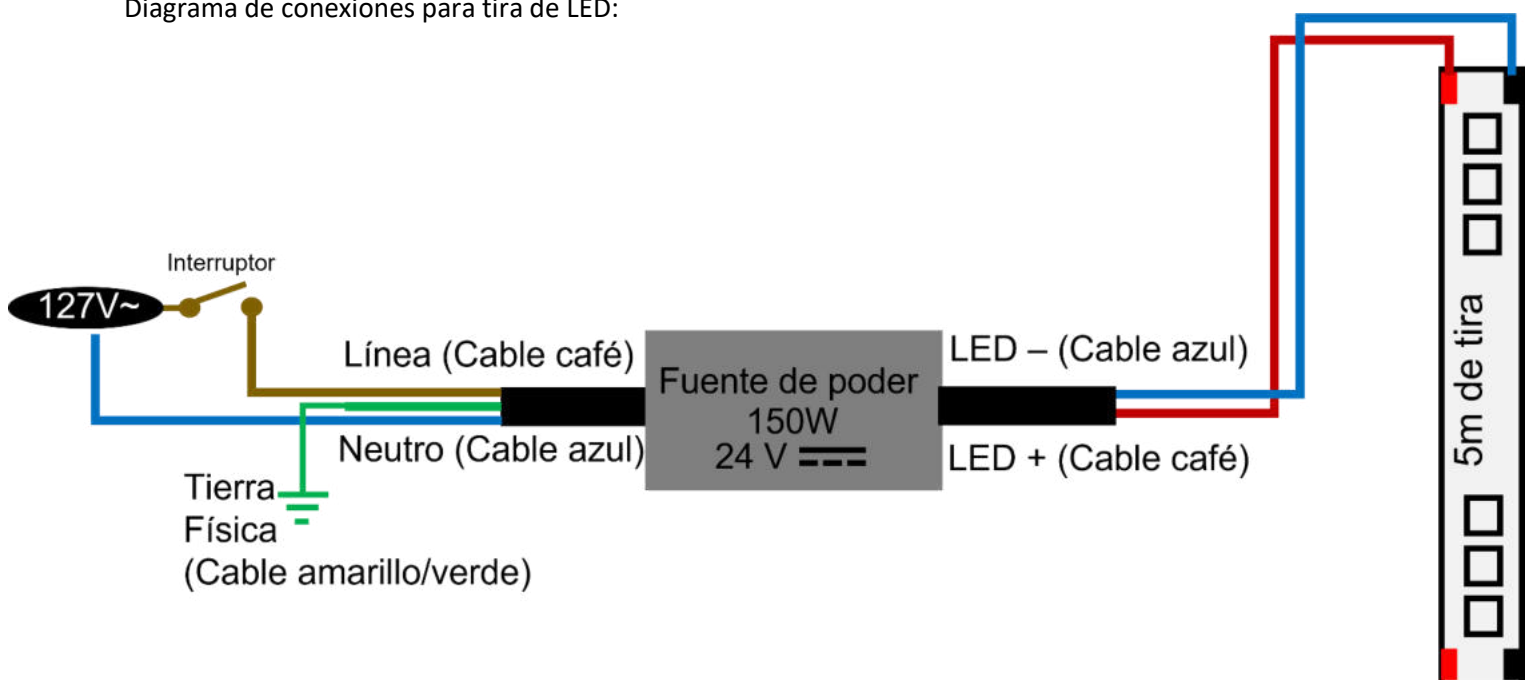 Diagrama de conexiones para tira de LED:
Interruptor
127V~
Línea (Cable café)
Neutro (Cable azul)
Tierra
Física
(Cable amarillo/verde)
Fuente de poder
150W
24 V
LED – (Cable azul)
LED + (Cable café)
5m de tira